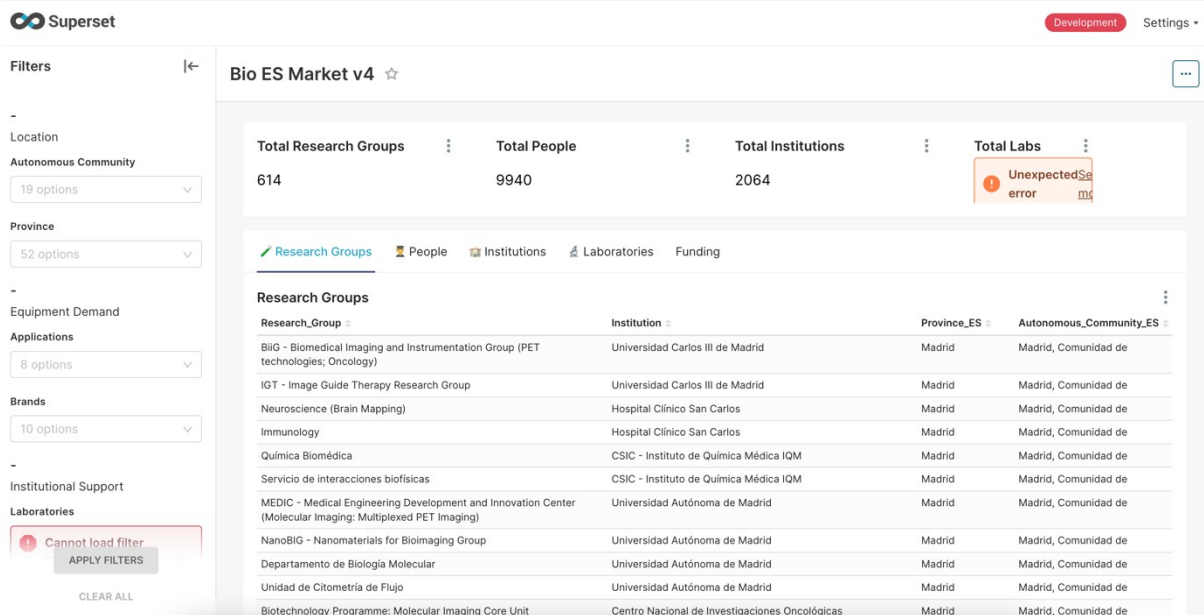 Superset
Development
Settings
Filters
-
Location
Autonomous Community
19 options
Province
52 options
-
Equipment Demand
Applications
8 options
Brands
10 options
-
Institutional Support
Laboratories
Cannot load filter
APPLY FILTERS
CLEAR ALL
Bio ES Market v4
Total Research Groups
614
Total People
9940
Total Institutions
2064
Total Labs
Unexpected Se
error mo
Research Groups People Institutions Laboratories Funding
Research Groups
Research_Group Institution Province_ES Autonomous_Community_ES
BiiG - Biomedical Imaging and Instrumentation Group (PET Universidad Carlos III de Madrid Madrid Madrid, Comunidad de
technologies; Oncology)
IGT - Image Guide Therapy Research Group Universidad Carlos III de Madrid Madrid Madrid, Comunidad de
Neuroscience (Brain Mapping) Hospital Clínico San Carlos Madrid Madrid, Comunidad de
Immunology Hospital Clínico San Carlos Madrid Madrid, Comunidad de
Química Biomédica CSIC - Instituto de Química Médica IQM Madrid Madrid, Comunidad de
Servicio de interacciones biofísicas CSIC - Instituto de Química Médica IQM Madrid Madrid, Comunidad de
MEDIC - Medical Engineering Development and Innovation Center Universidad Autónoma de Madrid Madrid Madrid, Comunidad de
(Molecular Imaging: Multiplexed PET Imaging)
NanoBIG - Nanomaterials for Bioimaging Group Universidad Autónoma de Madrid Madrid Madrid, Comunidad de
Departamento de Biología Molecular Universidad Autónoma de Madrid Madrid Madrid, Comunidad de
Unidad de Citometría de Flujo Universidad Autónoma de Madrid Madrid Madrid, Comunidad de
Biotechnology Programme: Molecular Imaging Core Unit Centro Nacional de Investigaciones Oncológicas Madrid Madrid, Comunidad de